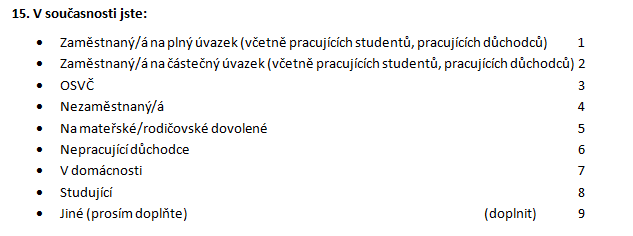 15. V současnosti jste:
• Zaměstnaný/á na plný úvazek (včetně pracujících studentů, pracujících důchodců) 1
• Zaměstnaný/á na částečný úvazek (včetně pracujících studentů, pracujících důchodců) 2
• OSVČ 3
• Nezaměstnaný/á 4
• Na mateřské/rodičovské dovolené 5
• Nepracující důchodce 6
• V domácnosti 7
• Studující 8
• Jiné (prosím doplňte) (doplnit) 9